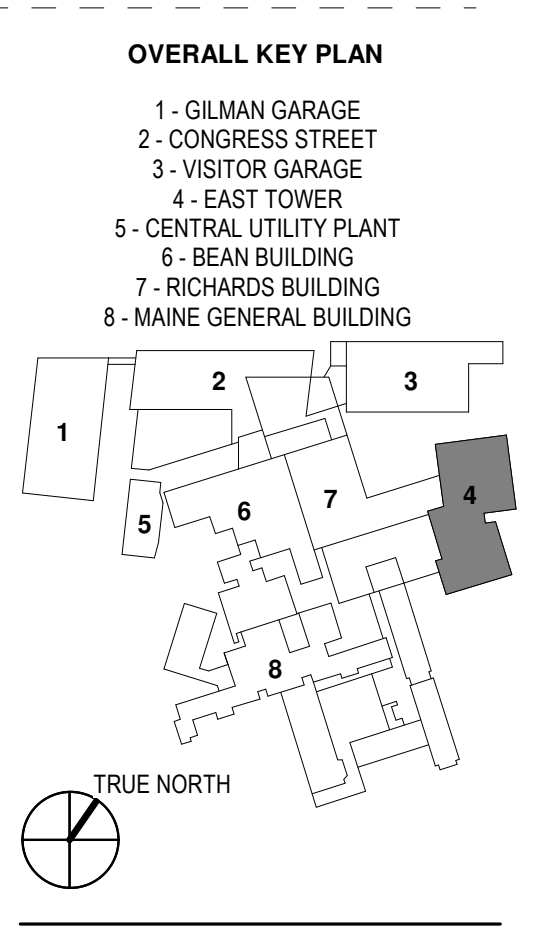 OVERALL KEY PLAN
1 - GILMAN GARAGE
2 - CONGRESS STREET
3 - VISITOR GARAGE
4 - EAST TOWER
5 - CENTRAL UTILITY PLANT
6 - BEAN BUILDING
7 - RICHARDS BUILDING
8 - MAINE GENERAL BUILDING
2
3
1
4
7
6
5
8
TRUE NORTH